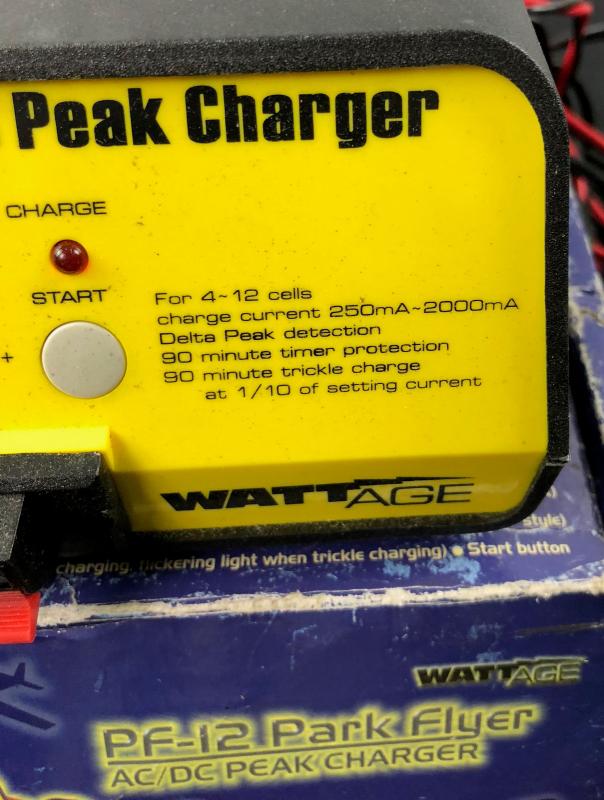 Peak Charger
CHARGE
START
+
For 4~12 cells
charge current 250mA~2000mA
Delta Peak detection
90 minute timer protection
90 minute trickle charge
at 1/10 of setting current
WATTAGE
style)
charging, flickering light when trickle charging) ● Start button
WATTAGE
PF-12 Park Flyer
AC/DC PEAK CHARGER